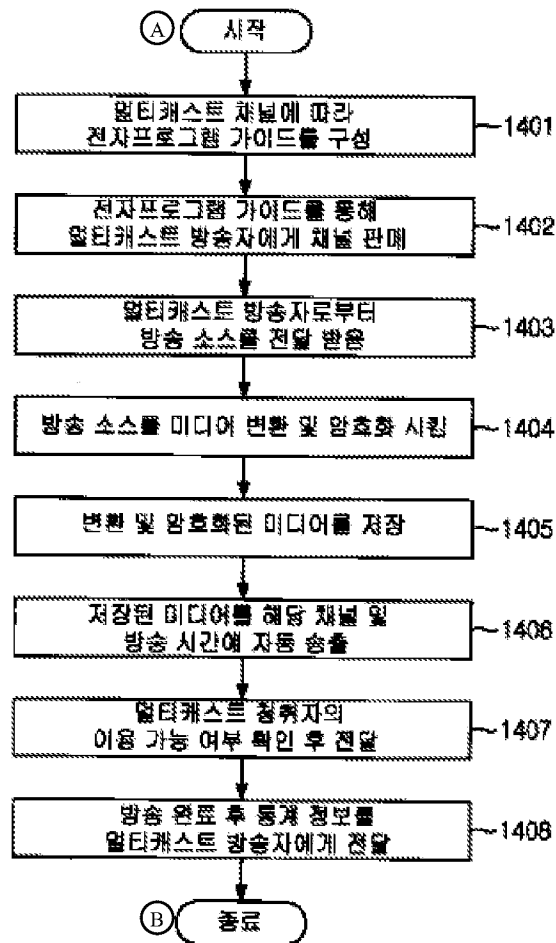 A 시작
멀티캐스트 채널에 따라
전자프로그램 가이드를 구성
1401
전자프로그램 가이드를 통해
멀티캐스트 방송자에게 채널 판매
1402
멀티캐스트 방송자로부터
방송 소스를 전달 받음
1403
방송 소스를 미디어 변환 및 암호화 시킴
1404
변환 및 암호화된 미디어를 저장
1405
저장된 미디어를 해당 채널 및
방송 시간에 자동 송출
1406
멀티캐스트 청취자의
이용 가능 여부 확인 후 전달
1407
방송 완료 후 통계 정보를
멀티캐스트 방송자에게 전달
1408
B 종료